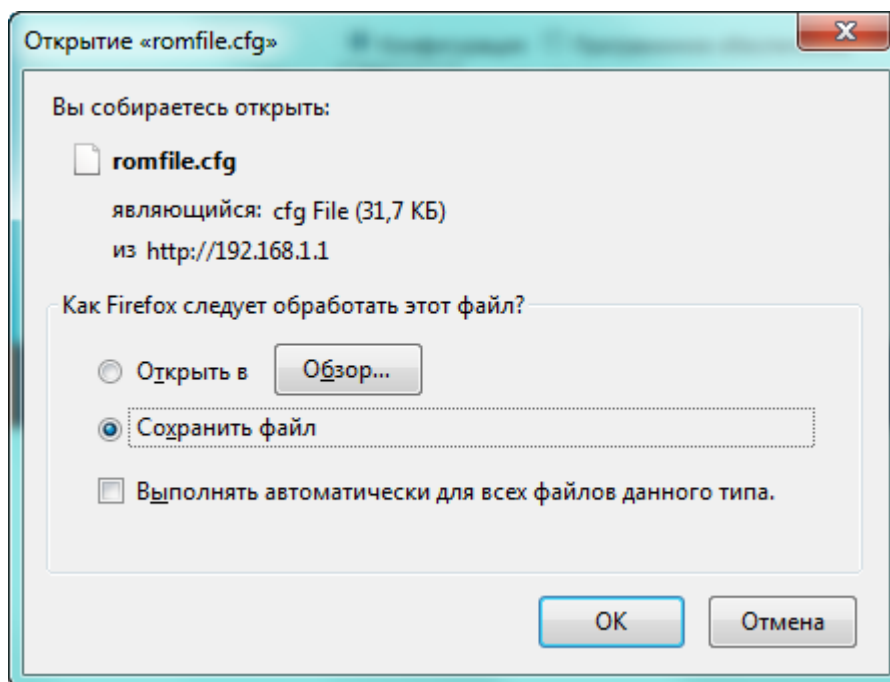 Открытие «romfile.cfg»
Вы собираетесь открыть:
romfile.cfg
являющийся: cfg File (31,7 КБ)
из http://192.168.1.1
Как Firefox следует обработать этот файл?
Открыть в Обзор...
Сохранить файл
Выполнять автоматически для всех файлов данного типа.
ОК Отмена